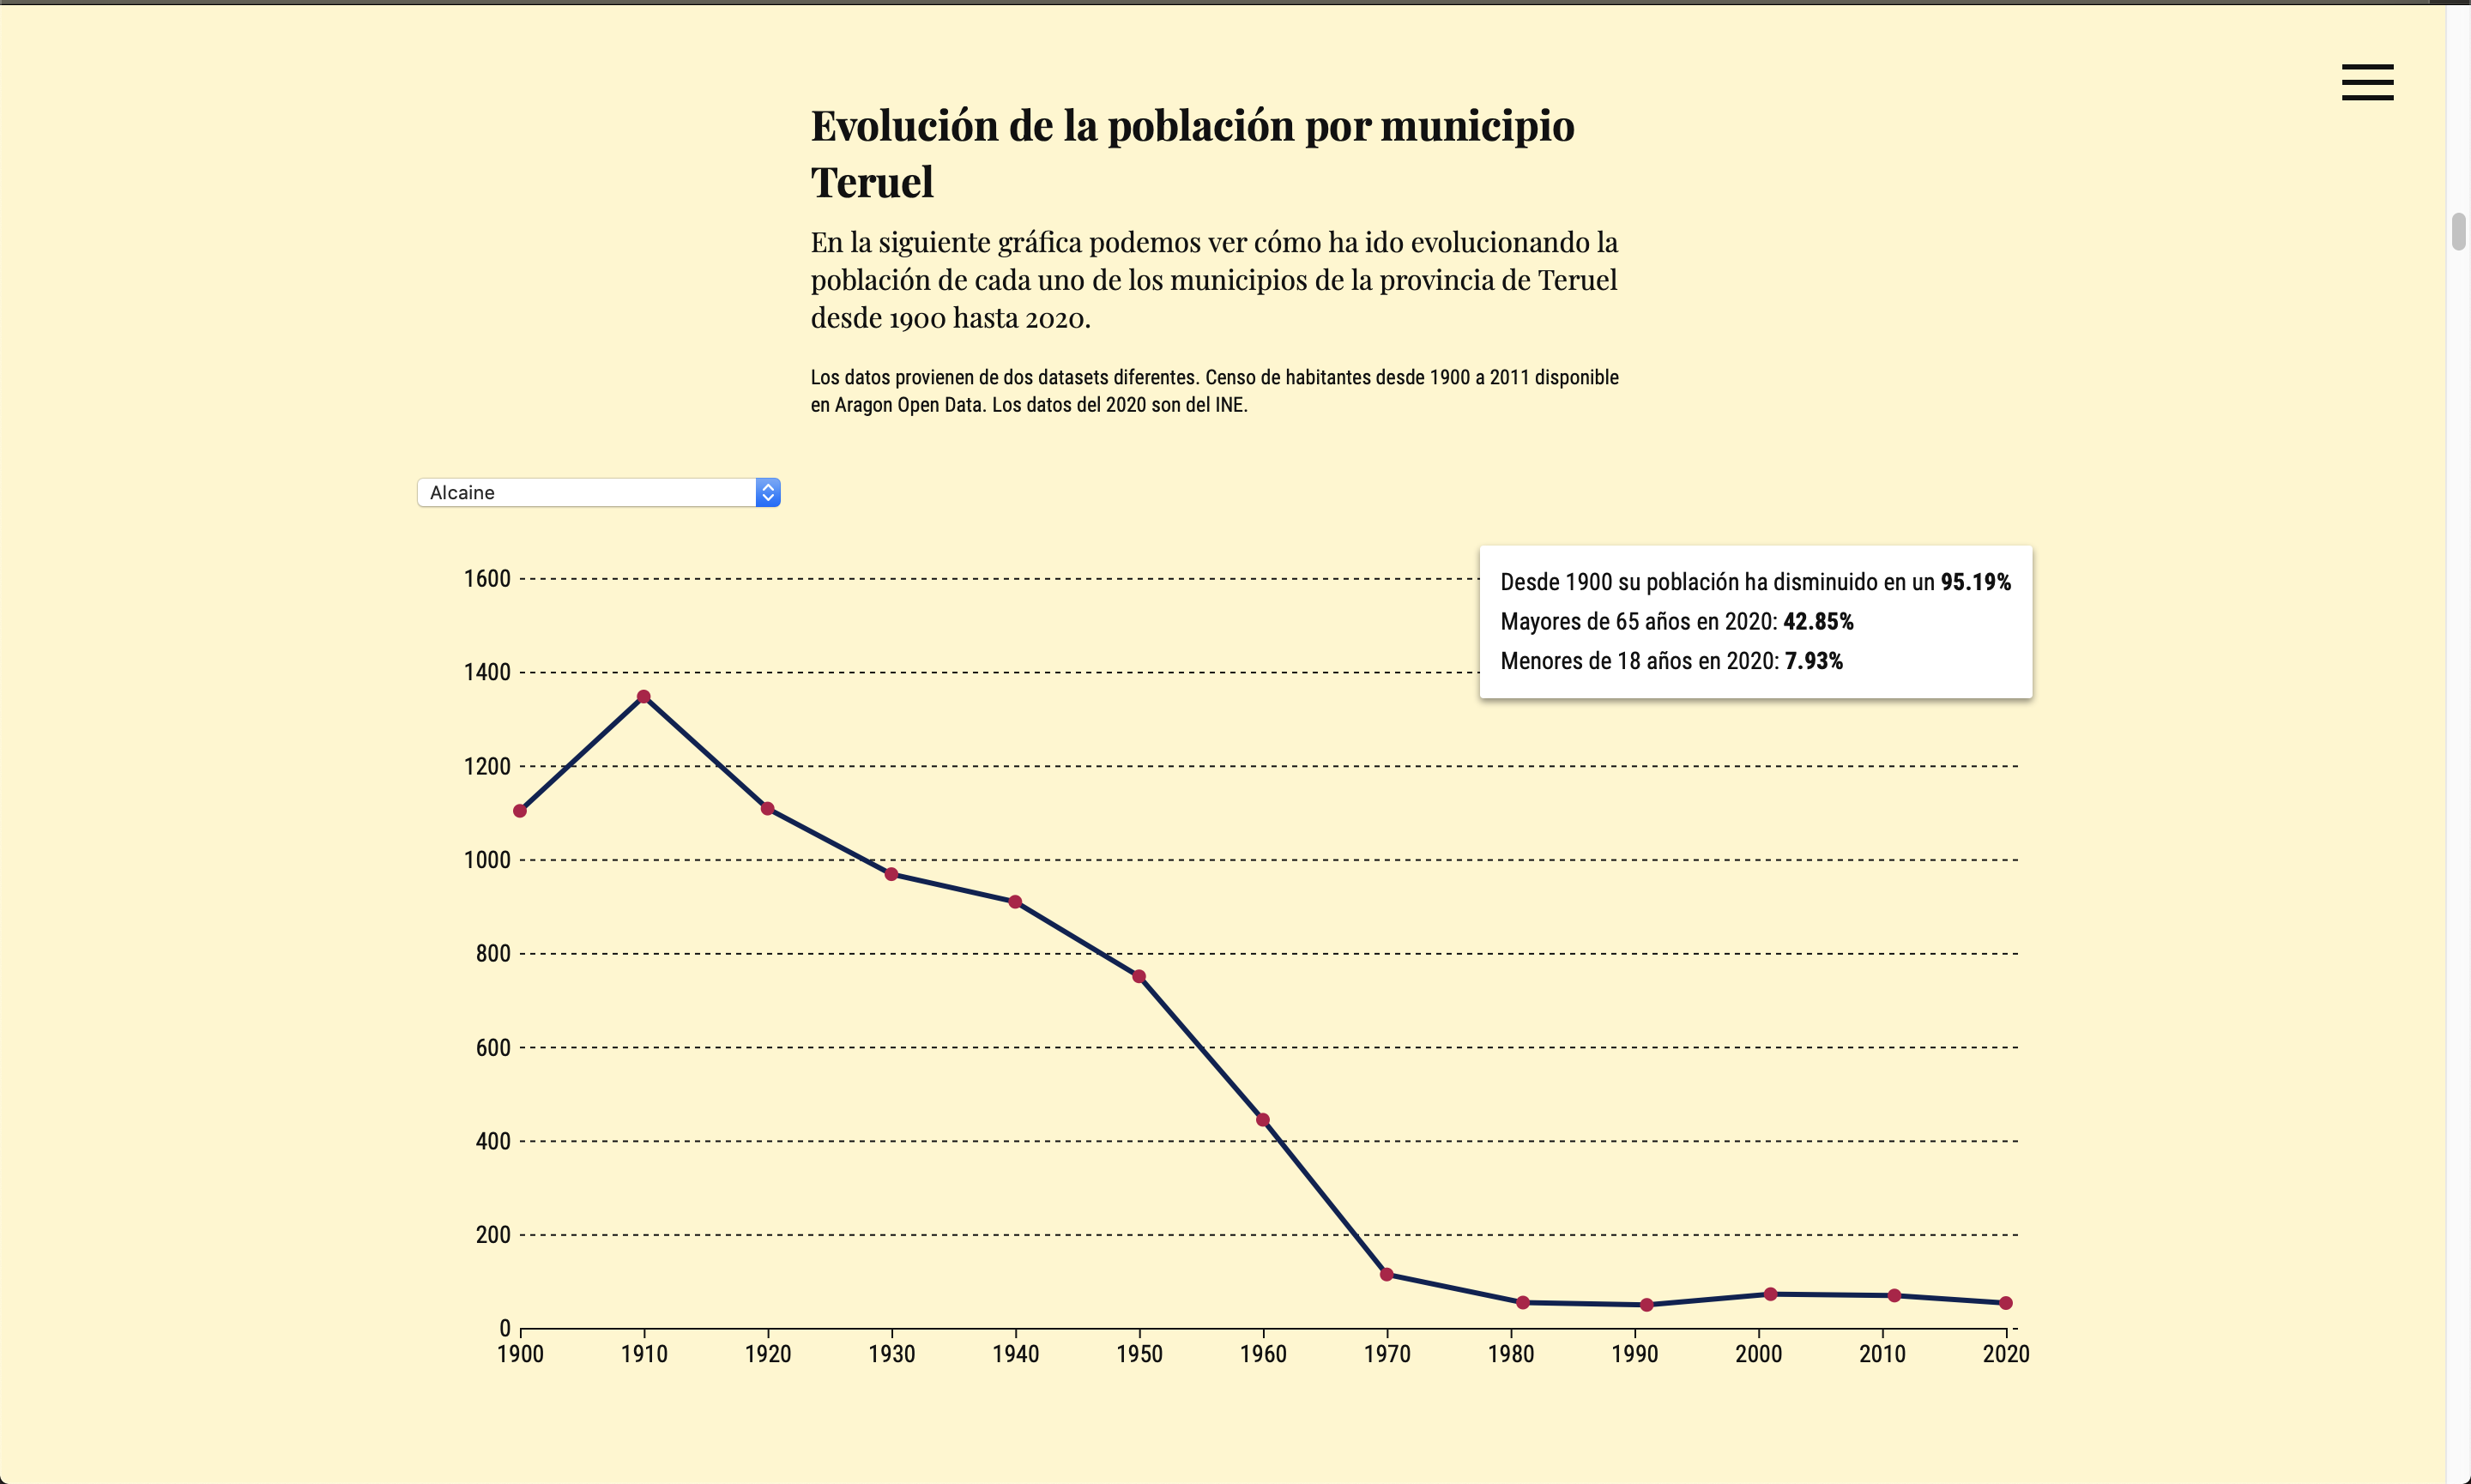 Evolución de la población por municipio
Teruel
En la siguiente gráfica podemos ver cómo ha ido evolucionando la
población de cada uno de los municipios de la provincia de Teruel
desde 1900 hasta 2020.
Los datos provienen de dos datasets diferentes. Censo de habitantes desde 1900 a 2011 disponible
en Aragon Open Data. Los datos del 2020 son del INE.
Alcaine
Desde 1900 su población ha disminuido en un 95.19%
Mayores de 65 años en 2020: 42.85%
Menores de 18 años en 2020: 7.93%
1600
1400
1200
1000
800
600
400
200
0
1900 1910 1920 1930 1940 1950 1960 1970 1980 1990 2000 2010 2020